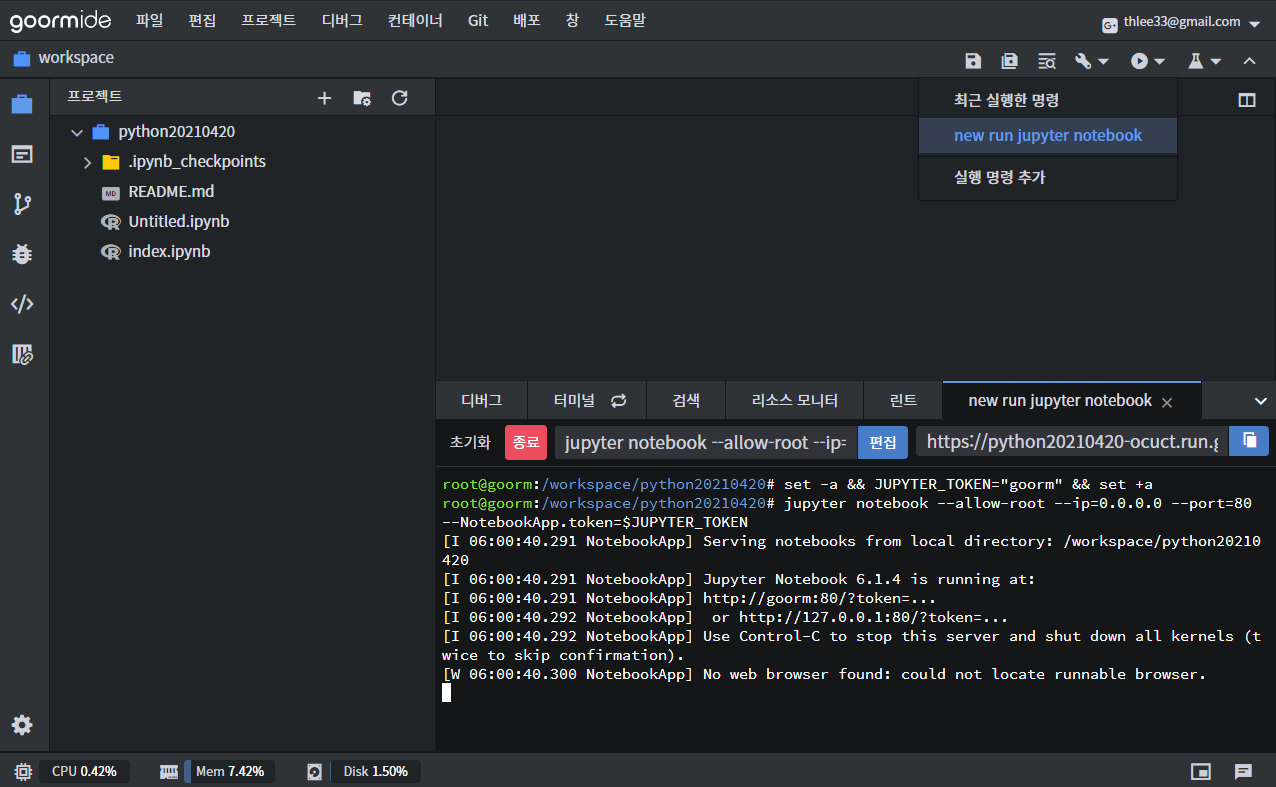 goormide 파일 편집 프로젝트 디버그 컨테이너 Git 배포 창 도움말 G+ thlee33@gmail.com
workspace
프로젝트
최근 실행한 명령
new run jupyter notebook
실행 명령 추가
python20210420
.ipynb_checkpoints
MD README.md
Untitled.ipynb
index.ipynb
디버그 터미널 검색 리소스 모니터 린트 new run jupyter notebook
초기화 종료 jupyter notebook --allow-root --ip= 편집 https://python20210420-ocuct.run.g
root@goorm:/workspace/python20210420# set -a && JUPYTER_TOKEN="goorm" && set +a
root@goorm:/workspace/python20210420# jupyter notebook --allow-root --ip=0.0.0.0 --port=80
--NotebookApp.token=$JUPYTER_TOKEN
[I 06:00:40.291 NotebookApp] Serving notebooks from local directory: /workspace/python20210
420
[I 06:00:40.291 NotebookApp] Jupyter Notebook 6.1.4 is running at:
[I 06:00:40.291 NotebookApp] http://goorm:80/?token=...
[I 06:00:40.292 NotebookApp]  or http://127.0.0.1:80/?token=...
[I 06:00:40.292 NotebookApp] Use Control-C to stop this server and shut down all kernels (t
wice to skip confirmation).
[W 06:00:40.300 NotebookApp] No web browser found: could not locate runnable browser.
CPU 0.42% Mem 7.42% Disk 1.50%